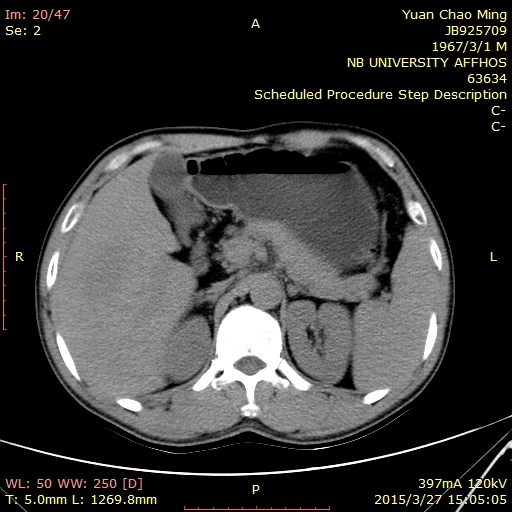 Im: 20/47
Se: 2
A
Yuan Chao Ming
JB925709
1967/3/1 M
NB UNIVERSITY AFFHOS
63634
Scheduled Procedure Step Description
C-
C-
R
L
WL: 50 WW: 250 [D]
T: 5.0mm L: 1269.8mm
P
397mA 120kV
2015/3/27 15:05:05